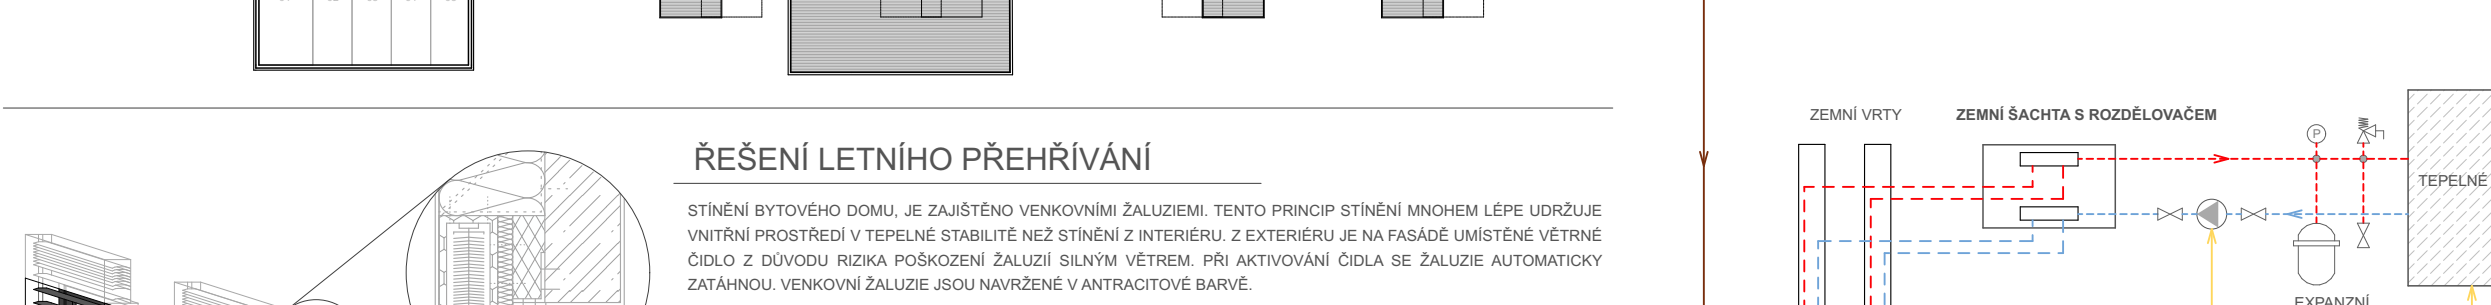 ZEMNÍ VRTY
ZEMNÍ ŠACHTA S ROZDĚLOVAČEM
P
TEPELNÉ
EXPANZNÍ
ŘEŠENÍ LETNÍHO PŘEHŘÍVÁNÍ
STÍNĚNÍ BYTOVÉHO DOMU, JE ZAJIŠTĚNO VENKOVNÍMI ŽALUZIEMI. TENTO PRINCIP STÍNĚNÍ MNOHEM LÉPE UDRŽUJE
VNITŘNÍ PROSTŘEDÍ V TEPELNÉ STABILITĚ NEŽ STÍNĚNÍ Z INTERIÉRU. Z EXTERIÉRU JE NA FASÁDĚ UMÍSTĚNÉ VĚTRNÉ
ČIDLO Z DŮVODU RIZIKA POŠKOZENÍ ŽALUZIÍ SILNÝM VĚTREM. PŘI AKTIVOVÁNÍ ČIDLA SE ŽALUZIE AUTOMATICKY
ZATÁHNOU. VENKOVNÍ ŽALUZIE JSOU NAVRŽENÉ V ANTRACITOVÉ BARVĚ.